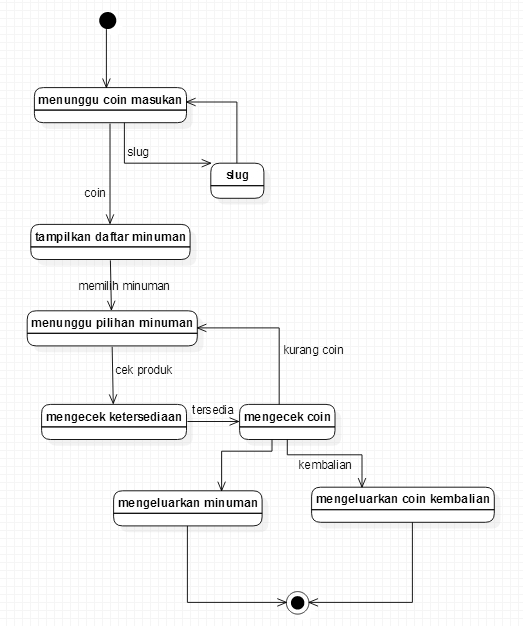 menunggu coin masukan
slug
slug
coin
tampilkan daftar minuman
memilih minuman
menunggu pilihan minuman
kurang coin
cek produk
tersedia
mengecek ketersediaan
mengecek coin
kembalian
mengeluarkan minuman
mengeluarkan coin kembalian